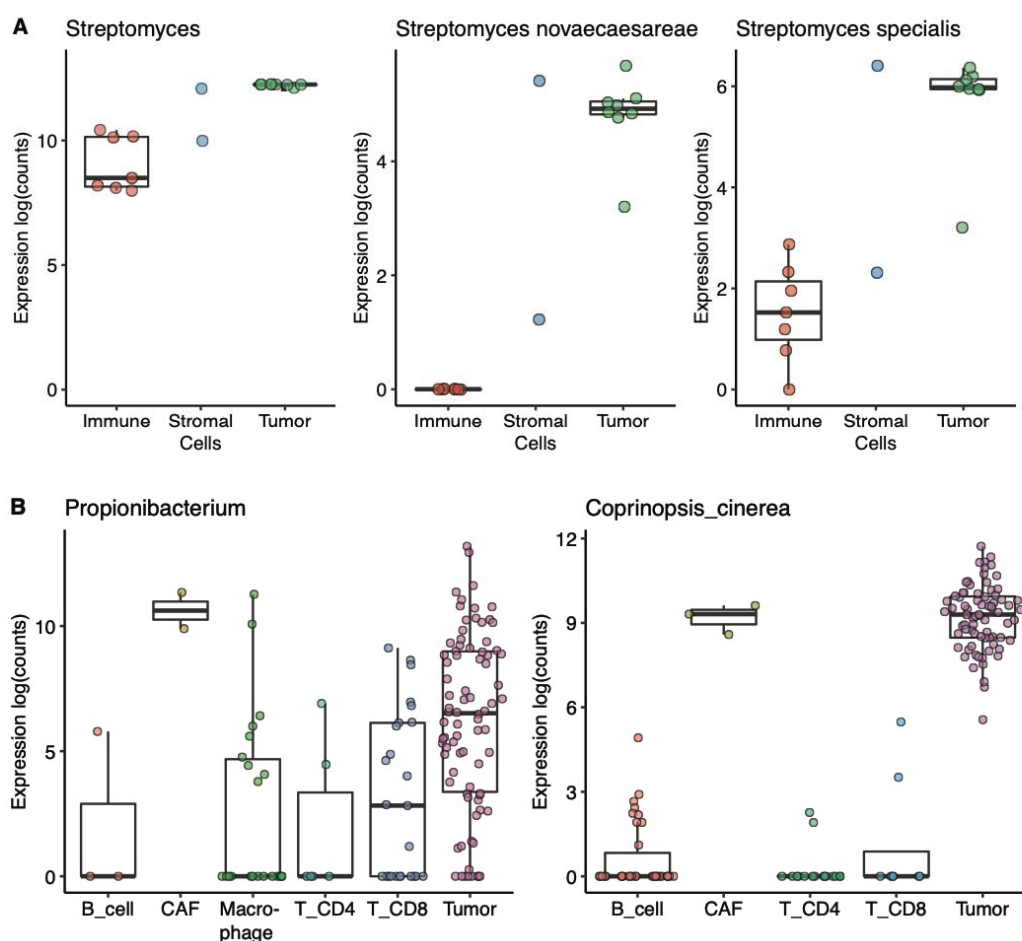 A
Streptomyces
Streptomyces novaecaesareae
Streptomyces specialis
Expression log(counts)
10
5
0
Immune
Stromal
Cells
Tumor
Expression log(counts)
4
2
0
Immune
Stromal
Cells
Tumor
Expression log(counts)
6
4
2
0
Immune
Stromal
Cells
Tumor
B
Propionibacterium
Coprinopsis_cinerea
Expression log(counts)
10
5
0
B_cell
CAF
Macro-
phage
T_CD4
T_CD8
Tumor
Expression log(counts)
12
9
6
3
0
B_cell
CAF
T_CD4
T_CD8
Tumor